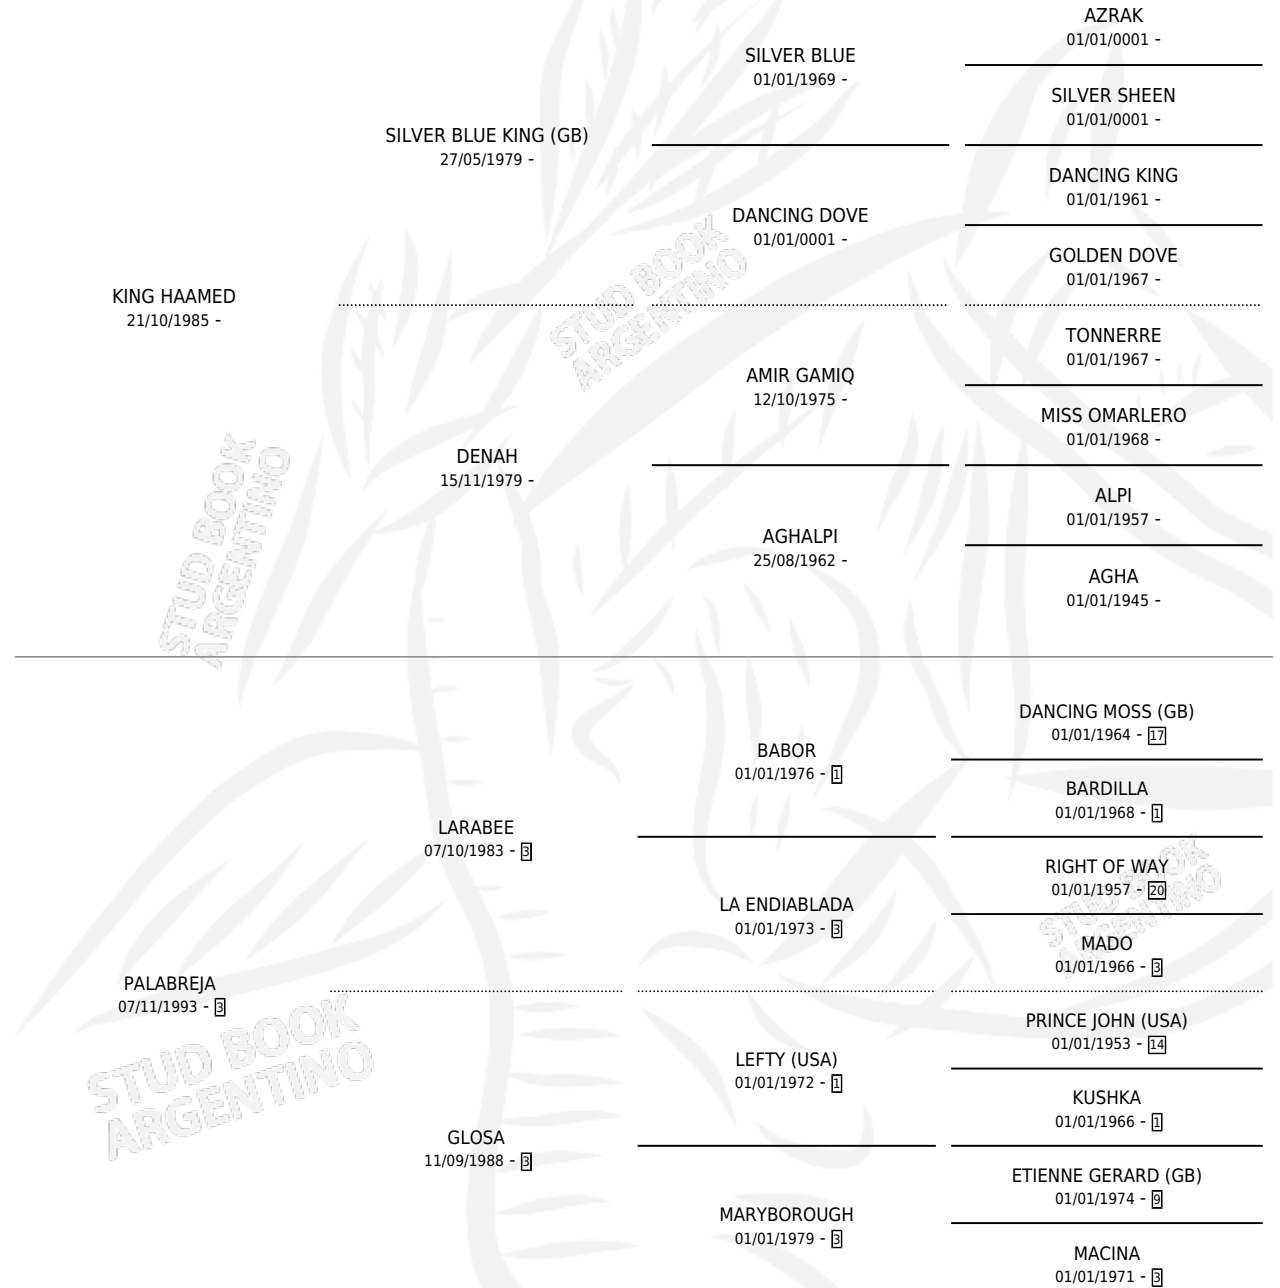 AZRAK
01/01/0001 -
SILVER BLUE
01/01/1969 -
SILVER SHEEN
01/01/0001 -
SILVER BLUE KING (GB)
27/05/1979 -
DANCING KING
01/01/1961 -
DANCING DOVE
01/01/0001 -
GOLDEN DOVE
01/01/1967 -
KING HAAMED
21/10/1985 -
TONNERRE
01/01/1967 -
AMIR GAMIQ
12/10/1975 -
MISS OMARLERO
01/01/1968 -
DENAH
15/11/1979 -
ALPI
01/01/1957 -
AGHALPI
25/08/1962 -
AGHA
01/01/1945 -
DANCING MOSS (GB)
01/01/1964 - 17
BABOR
01/01/1976 - 1
BARDILLA
01/01/1968 - 1
LARABEE
07/10/1983 - 3
RIGHT OF WAY
01/01/1957 - 20
LA ENDIABLADA
01/01/1973 - 3
MADO
01/01/1966 - 3
PALABREJA
07/11/1993 - 3
PRINCE JOHN (USA)
01/01/1953 - 14
LEFTY (USA)
01/01/1972 - 1
KUSHKA
01/01/1966 - 1
GLOSA
11/09/1988 - 3
ETIENNE GERARD (GB)
01/01/1974 - 9
MARYBOROUGH
01/01/1979 - 3
MACINA
01/01/1971 - 3
STUD BOOK
ARGENTINO
STUD BOOK
ARGENTINO
STUD BOOK
ARGENTINO
STUD BOOK
ARGENTINO